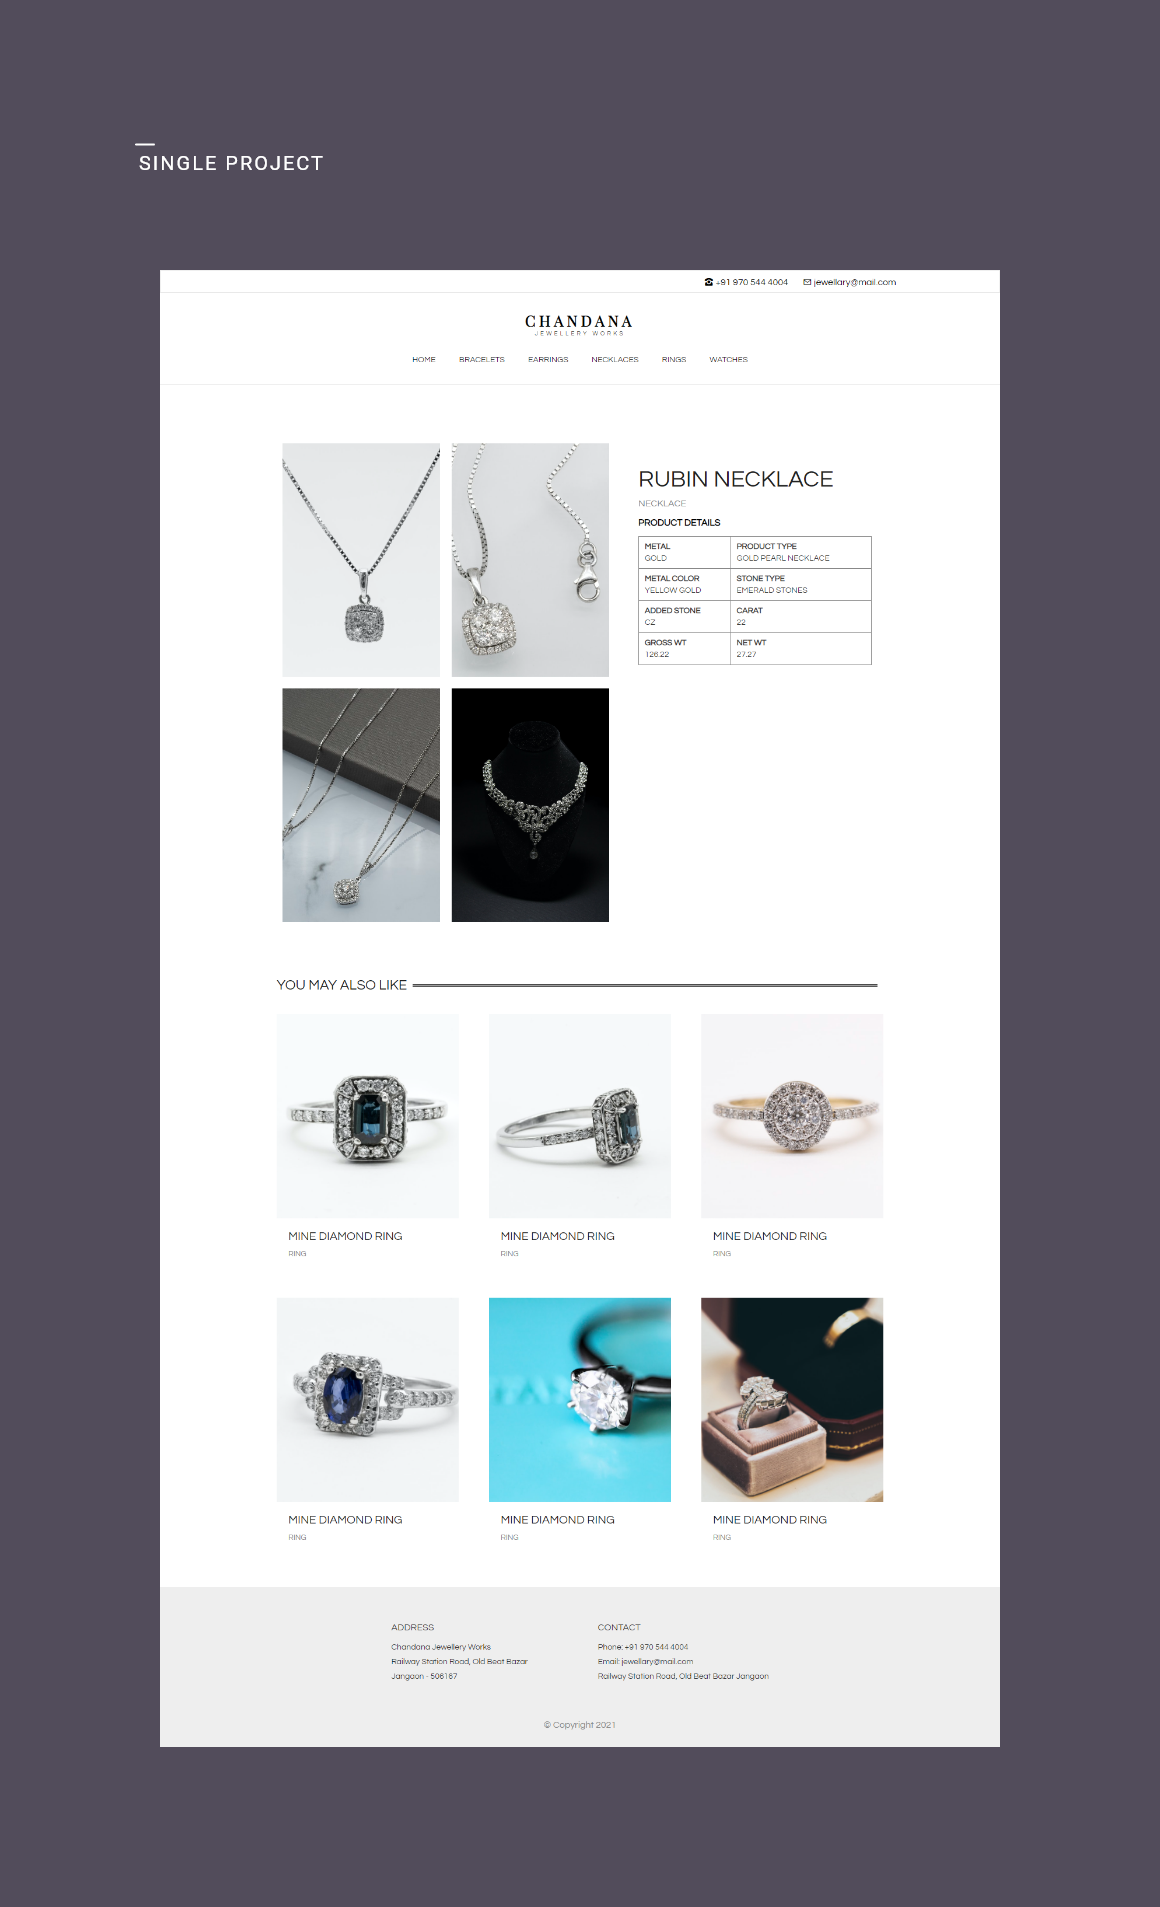 SINGLE PROJECT
+91 970 544 4004 jewellary@mail.com
CHANDANA
JEWELLERY WORKS
HOME BRACELETS EARRINGS NECKLACES RINGS WATCHES
RUBIN NECKLACE
NECKLACE
PRODUCT DETAILS
METAL PRODUCT TYPE
GOLD GOLD PEARL NECKLACE
METAL COLOR STONE TYPE
YELLOW GOLD EMERALD STONES
ADDED STONE CARAT
CZ 22
GROSS WT NET WT
126.22 27.27
YOU MAY ALSO LIKE
MINE DIAMOND RING MINE DIAMOND RING MINE DIAMOND RING
RING RING RING
MINE DIAMOND RING MINE DIAMOND RING MINE DIAMOND RING
RING RING RING
ADDRESS CONTACT
Chandana Jewellery Works Phone: +91 970 544 4004
Railway Station Road, Old Beat Bazar Email: jewellary@mail.com
Jangaon - 506167 Railway Station Road, Old Beat Bazar Jangaon
© Copyright 2021